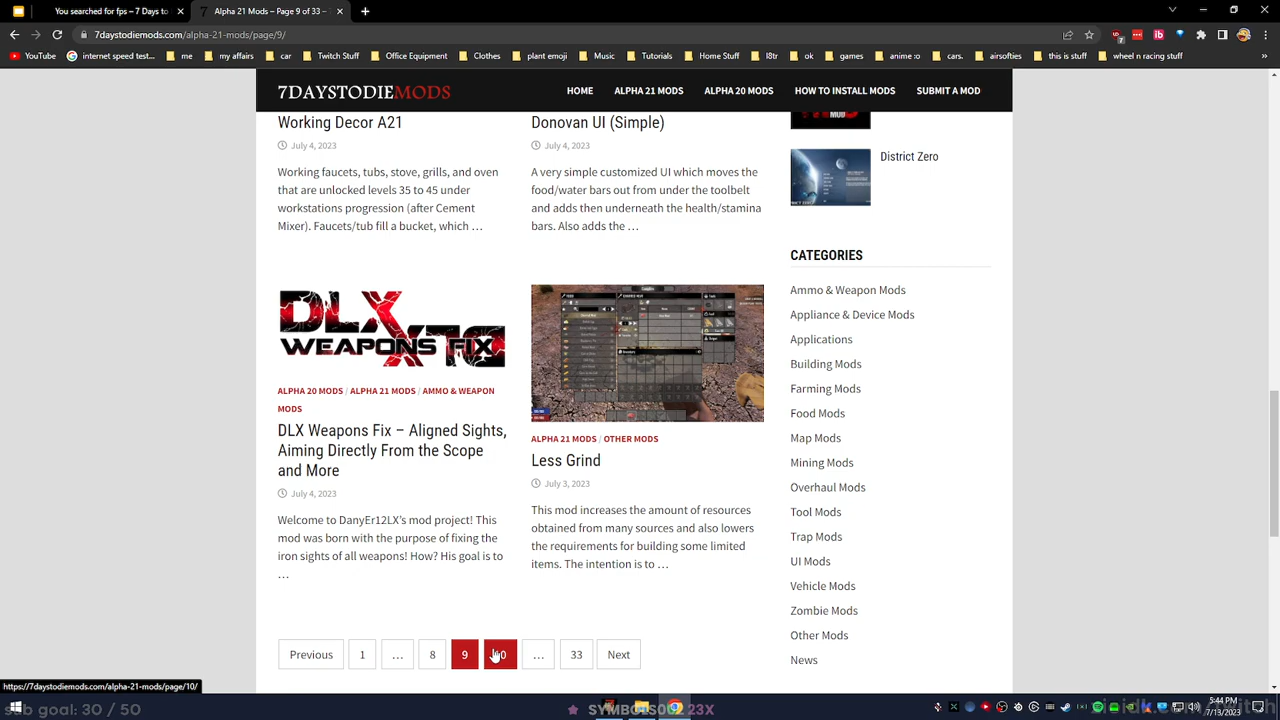 You searched for fps – 7 Days to
Alpha 21 Mods – Page 9 of 33 -
7daystodiemods.com/alpha-21-mods/page/9/
YouTube
internet speed test...
me
my affairs
car
Twitch Stuff
Office Equipment
Clothes
plant emoji
Music
Tutorials
Home Stuff
l8tr
ok
games
anime :o
cars.
airsofties
this is stuff
wheel n racing stuff
7DAYSTODIEMODS
HOME
ALPHA 21 MODS
ALPHA 20 MODS
HOW TO INSTALL MODS
SUBMIT A MOD
Working Decor A21
July 4, 2023
Working faucets, tubs, stove, grills, and oven
that are unlocked levels 35 to 45 under
workstations progression (after Cement
Mixer). Faucets/tub fill a bucket, which …
Donovan UI (Simple)
July 4, 2023
A very simple customized UI which moves the
food/water bars out from under the toolbelt
and adds then underneath the health/stamina
bars. Also adds the …
MOD
District Zero
DLX
WEAPONS FIX
ALPHA 20 MODS / ALPHA 21 MODS / AMMO & WEAPON
MODS
DLX Weapons Fix – Aligned Sights,
Aiming Directly From the Scope
and More
July 4, 2023
Welcome to DanyEr12LX's mod project! This
mod was born with the purpose of fixing the
iron sights of all weapons! How? His goal is to
…
ALPHA 21 MODS / OTHER MODS
Less Grind
July 3, 2023
This mod increases the amount of resources
obtained from many sources and also lowers
the requirements for building some limited
items. The intention is to …
CATEGORIES
Ammo & Weapon Mods
Appliance & Device Mods
Applications
Building Mods
Farming Mods
Food Mods
Map Mods
Mining Mods
Overhaul Mods
Tool Mods
Trap Mods
UI Mods
Vehicle Mods
Zombie Mods
Other Mods
News
Previous
1
…
8
9
10
…
33
Next
https://7daystodiemods.com/alpha-21-mods/page/10/
sub goal: 30 / 50
23X
5:44 PM
7/13/2023